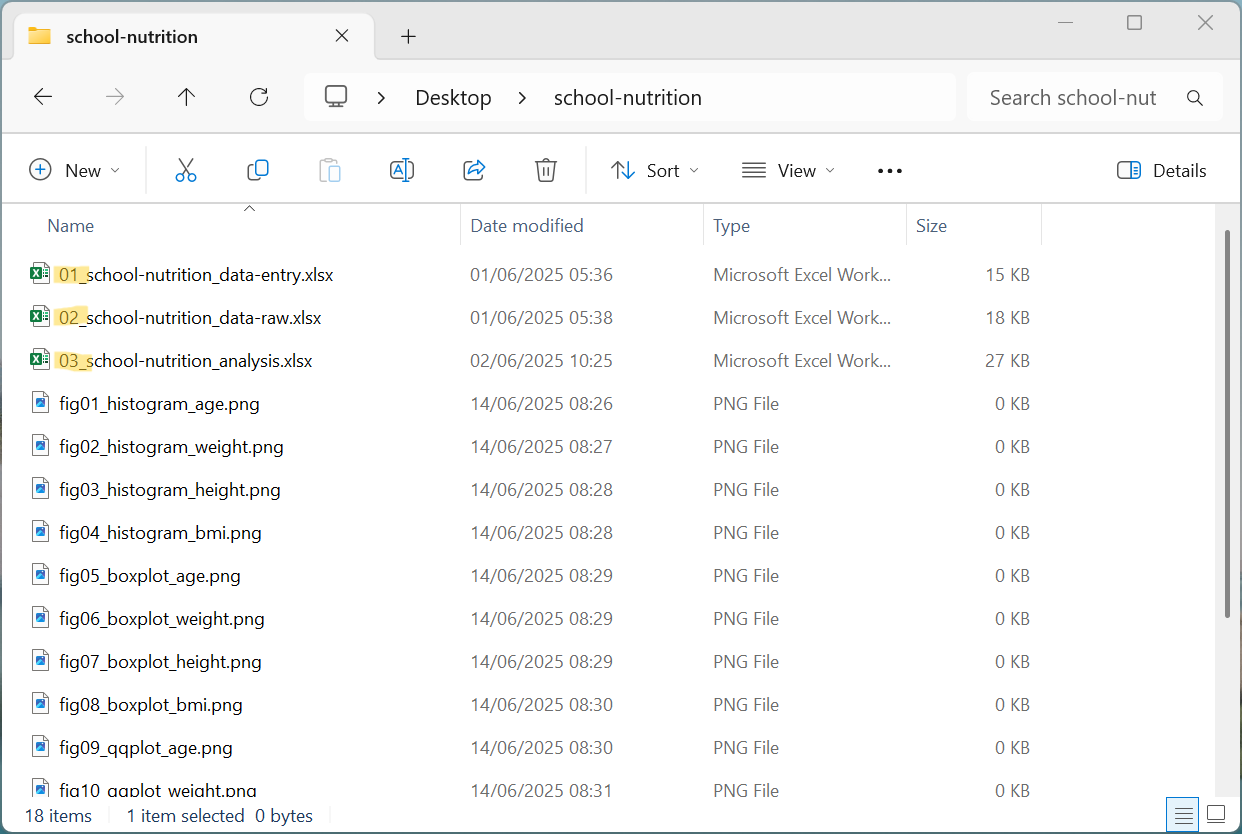 school-nutrition
Desktop > school-nutrition
Search school-nut
New
Sort
View
Details
Name Date modified Type Size
01_school-nutrition_data-entry.xlsx 01/06/2025 05:36 Microsoft Excel Work... 15 KB
02_school-nutrition_data-raw.xlsx 01/06/2025 05:38 Microsoft Excel Work... 18 KB
03_school-nutrition_analysis.xlsx 02/06/2025 10:25 Microsoft Excel Work... 27 KB
fig01_histogram_age.png 14/06/2025 08:26 PNG File 0 KB
fig02_histogram_weight.png 14/06/2025 08:27 PNG File 0 KB
fig03_histogram_height.png 14/06/2025 08:28 PNG File 0 KB
fig04_histogram_bmi.png 14/06/2025 08:28 PNG File 0 KB
fig05_boxplot_age.png 14/06/2025 08:29 PNG File 0 KB
fig06_boxplot_weight.png 14/06/2025 08:29 PNG File 0 KB
fig07_boxplot_height.png 14/06/2025 08:29 PNG File 0 KB
fig08_boxplot_bmi.png 14/06/2025 08:30 PNG File 0 KB
fig09_qqplot_age.png 14/06/2025 08:30 PNG File 0 KB
fig10_qqplot_weight.png 14/06/2025 08:31 PNG File 0 KB
18 items 1 item selected 0 bytes